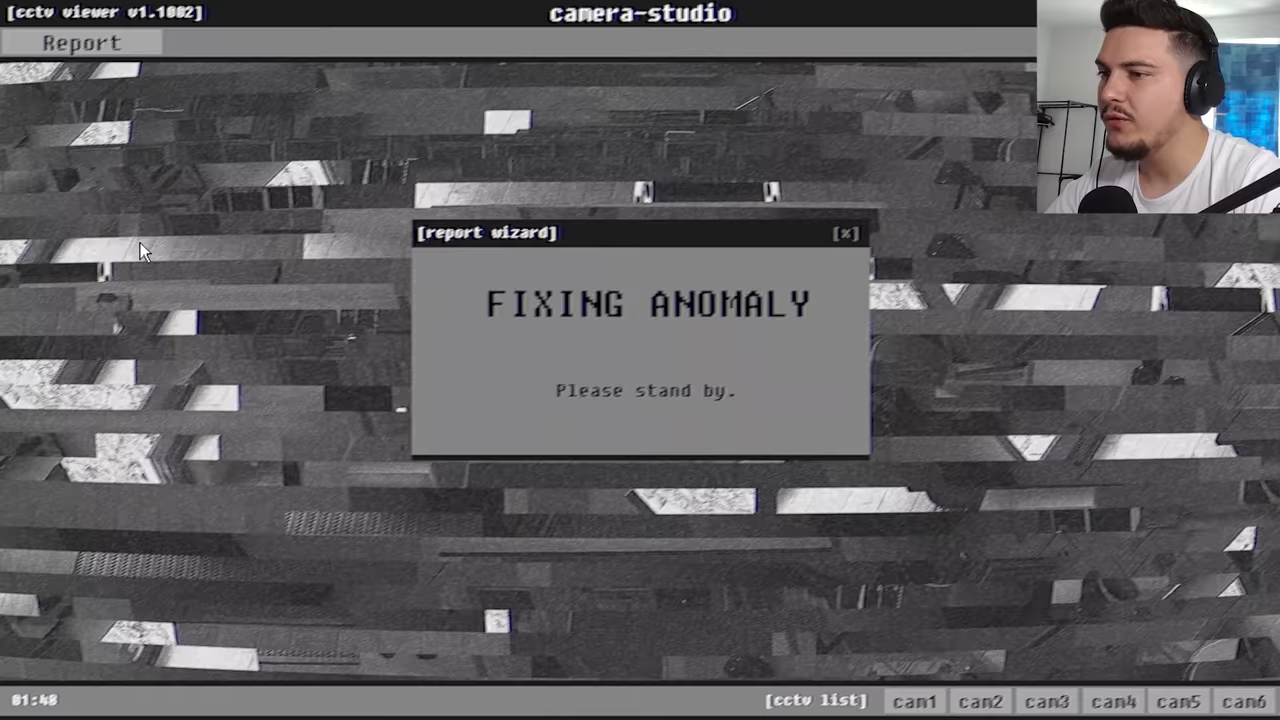 [cctv viewer v1.1002]
camera-studio
Report
[report wizard]
[x]
FIXING ANOMALY
Please stand by.
01:48
[cctv list]
cam1
cam2
cam3
cam4
cam5
cam6